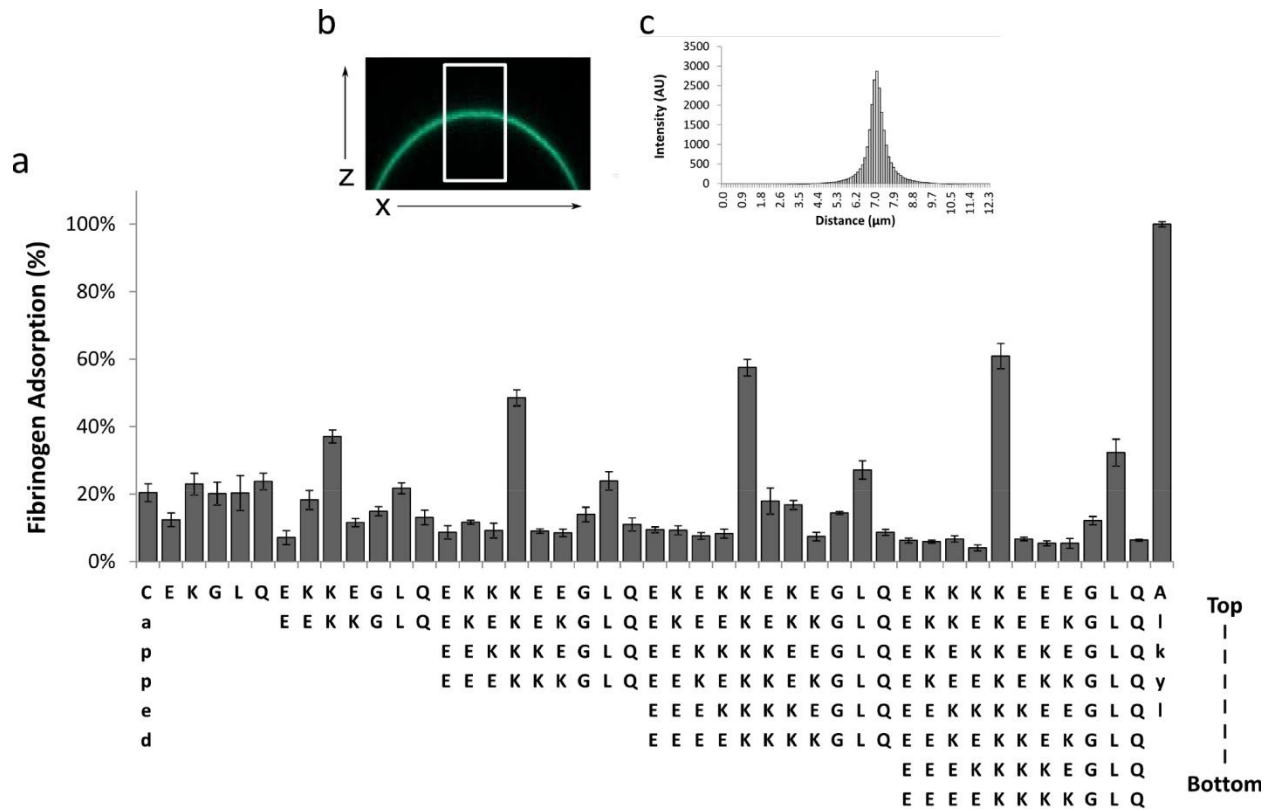 b
c
Z
X
Intensity (AU)
3500
3000
2500
2000
1500
1000
500
0
0.0 0.9 1.8 2.6 3.5 4.4 5.3 6.2 7.0 7.9 8.8 9.7 10.5 11.4 12.3
Distance (µm)
a
Fibrinogen Adsorption (%)
100%
80%
60%
40%
20%
0%
C E K G L Q E K K E G L Q E K K K E E G L Q E K E K K E K E G L Q E K K K K E E E G L Q A
a E E K K G L Q E K E K E K G L Q E K E E K E K K G L Q E K K E K E E K G L Q l
p E E K K K E G L Q E E K K K K E E G L Q E K E K K E K E G L Q k
p E E E K K K G L Q E E K E K K E K G L Q E K E E K E K K G L Q y
e E E E K K K K E G L Q E E K K K K E E G L Q l
d E E E E K K K K G L Q E E K E K K E K G L Q
E E E K K K K E G L Q
E E E E K K K K G L Q
Top
Bottom